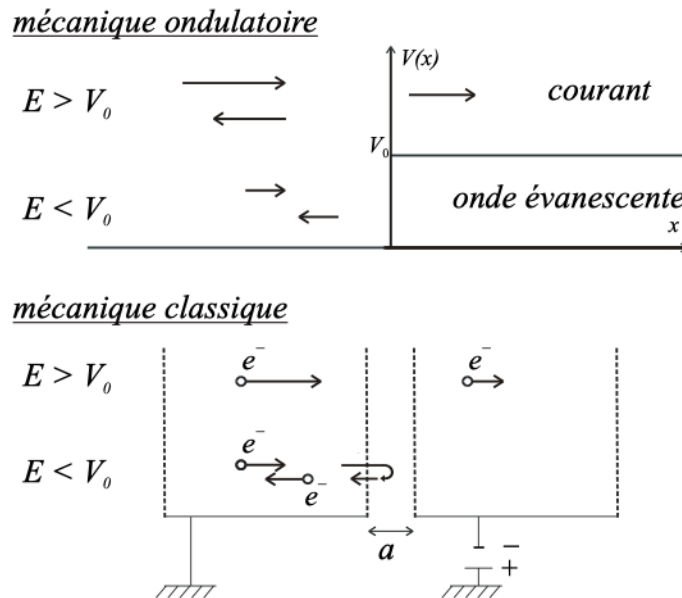 mécanique ondulatoire
V(x)
E > V₀
courant
V₀
E < V₀
onde évanescente
x
mécanique classique
E > V₀
e⁻
e⁻
E < V₀
e⁻
e⁻
a
−
+